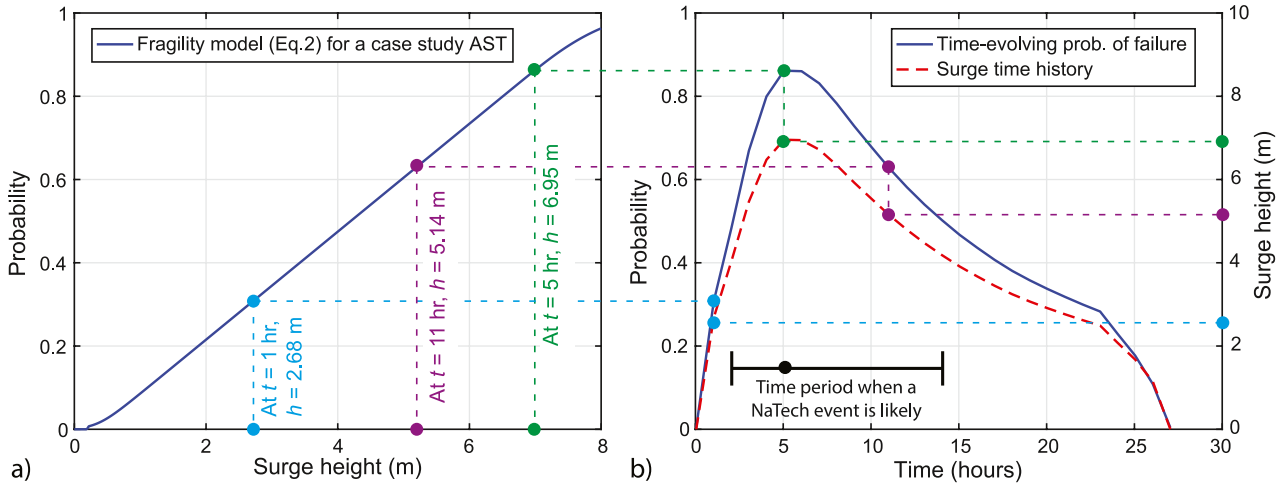 Fragility model (Eq.2) for a case study AST
Probability
1
0.8
0.6
0.4
0.2
0
At t = 1 hr,
h = 2.68 m
At t = 11 hr, h = 5.14 m
At t = 5 hr, h = 6.95 m
0 2 4 6 8
Surge height (m)
a)
Time-evolving prob. of failure
Surge time history
Probability
1
0.8
0.6
0.4
0.2
0
Time period when a
NaTech event is likely
10
8
6
4
2
0
Surge height (m)
0 5 10 15 20 25 30
Time (hours)
b)